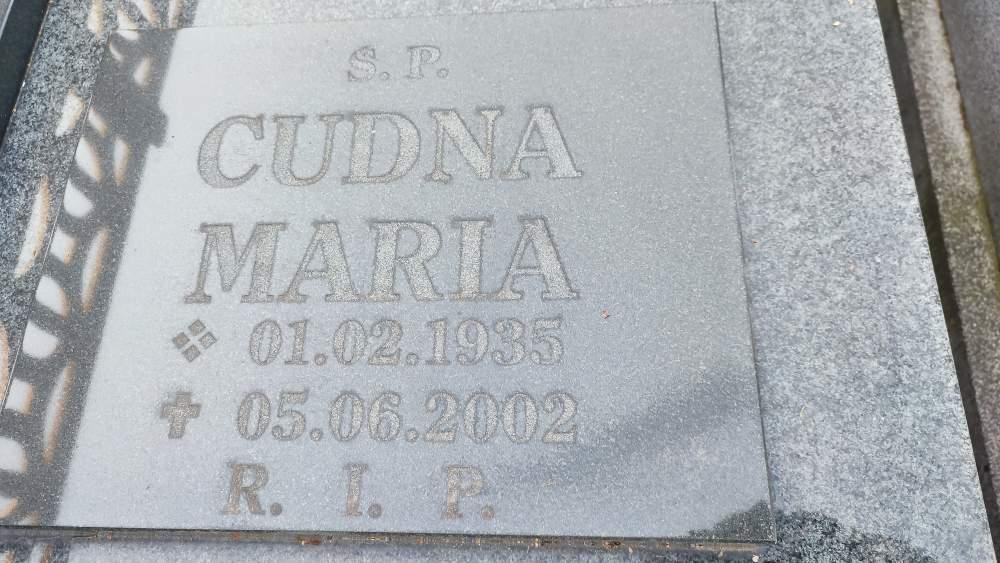 S. P.
CUDNA
MARIA
01.02.1935
05.06.2002
R. I. P.